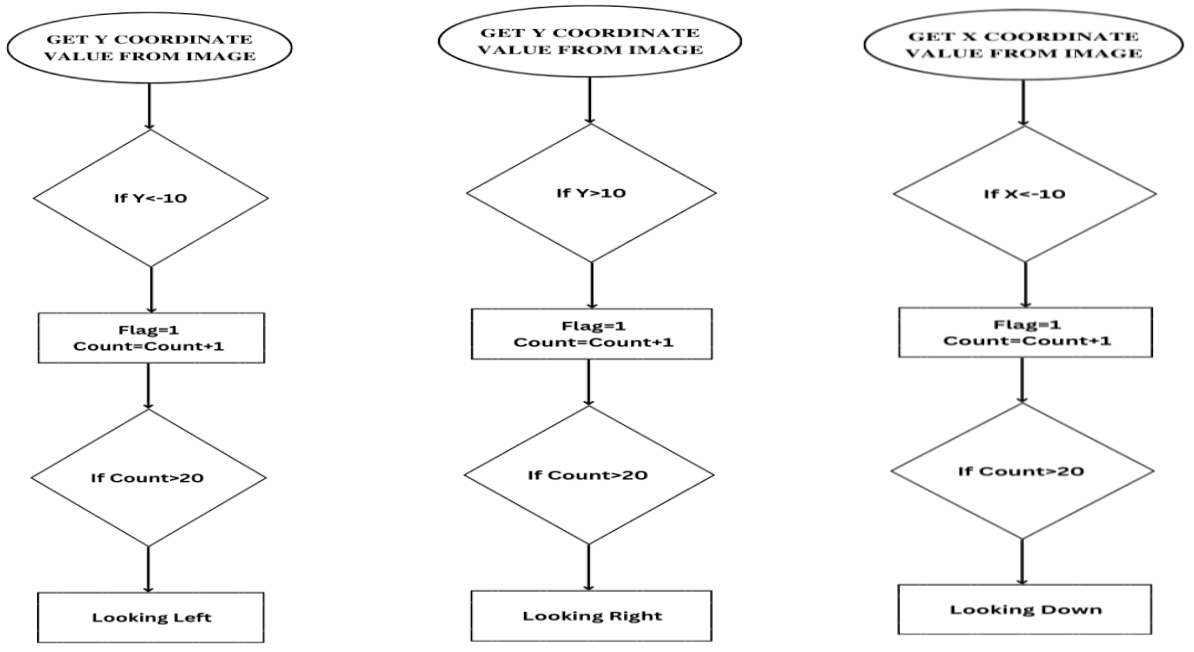 GET Y COORDINATE
VALUE FROM IMAGE
If Y<-10
Flag=1
Count=Count+1
If Count>20
Looking Left
GET Y COORDINATE
VALUE FROM IMAGE
If Y>10
Flag=1
Count=Count+1
If Count>20
Looking Right
GET X COORDINATE
VALUE FROM IMAGE
If X<-10
Flag=1
Count=Count+1
If Count>20
Looking Down